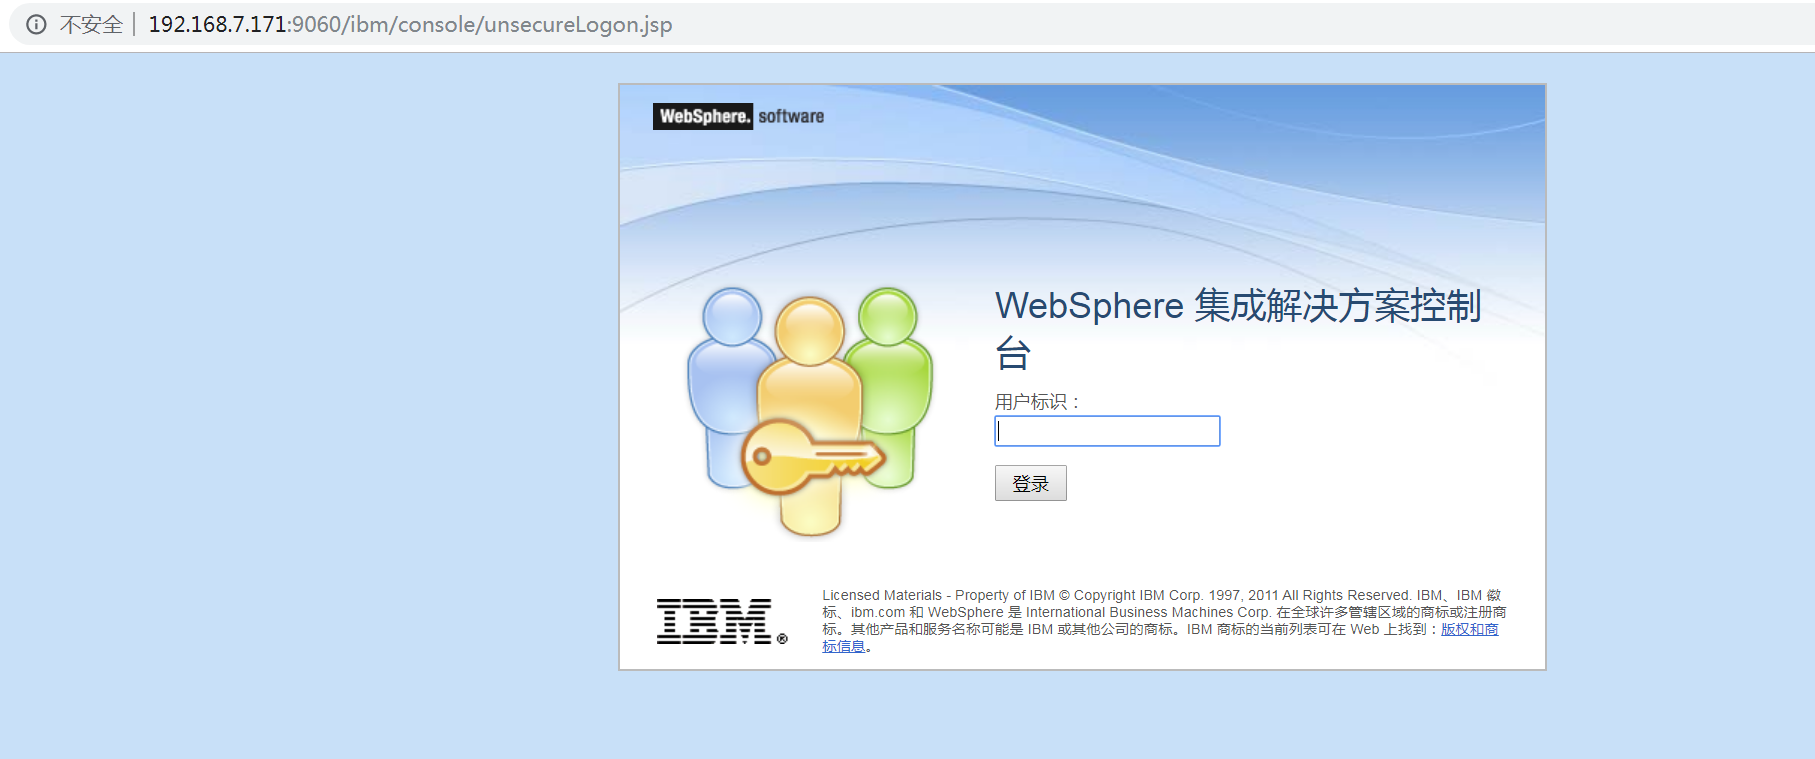 不安全 | 192.168.7.171:9060/ibm/console/unsecureLogon.jsp
WebSphere. software
WebSphere 集成解决方案控制
台
用户标识：
登录
IBM®
Licensed Materials - Property of IBM © Copyright IBM Corp. 1997, 2011 All Rights Reserved. IBM、IBM 徽
标、ibm.com 和 WebSphere 是 International Business Machines Corp. 在全球许多管辖区域的商标或注册商
标。其他产品和服务名称可能是 IBM 或其他公司的商标。IBM 商标的当前列表可在 Web 上找到：版权和商
标信息。